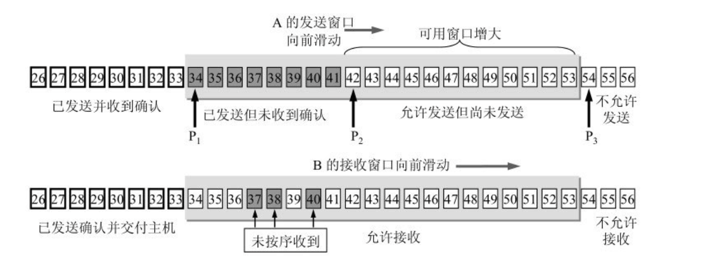 A 的发送窗口
向前滑动
可用窗口增大
26 27 28 29 30 31 32 33 34 35 36 37 38 39 40 41 42 43 44 45 46 47 48 49 50 51 52 53 54 55 56
已发送并收到确认 已发送但未收到确认 允许发送但尚未发送 不允许
发送
P1 P2 P3
B 的接收窗口向前滑动
26 27 28 29 30 31 32 33 34 35 36 37 38 39 40 41 42 43 44 45 46 47 48 49 50 51 52 53 54 55 56
已发送确认并交付主机 未按序收到 允许接收 不允许
接收